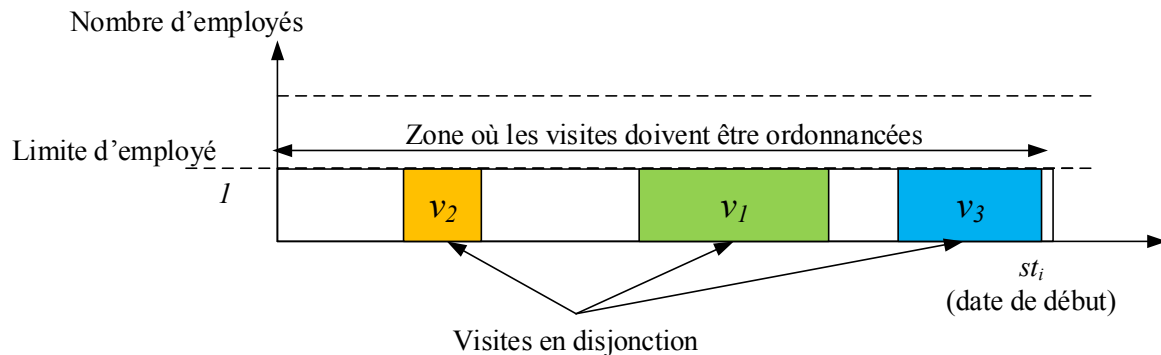 Nombre d'employés
Zone où les visites doivent être ordonnancées
Limite d'employé
1
v2
v1
v3
sti
(date de début)
Visites en disjonction